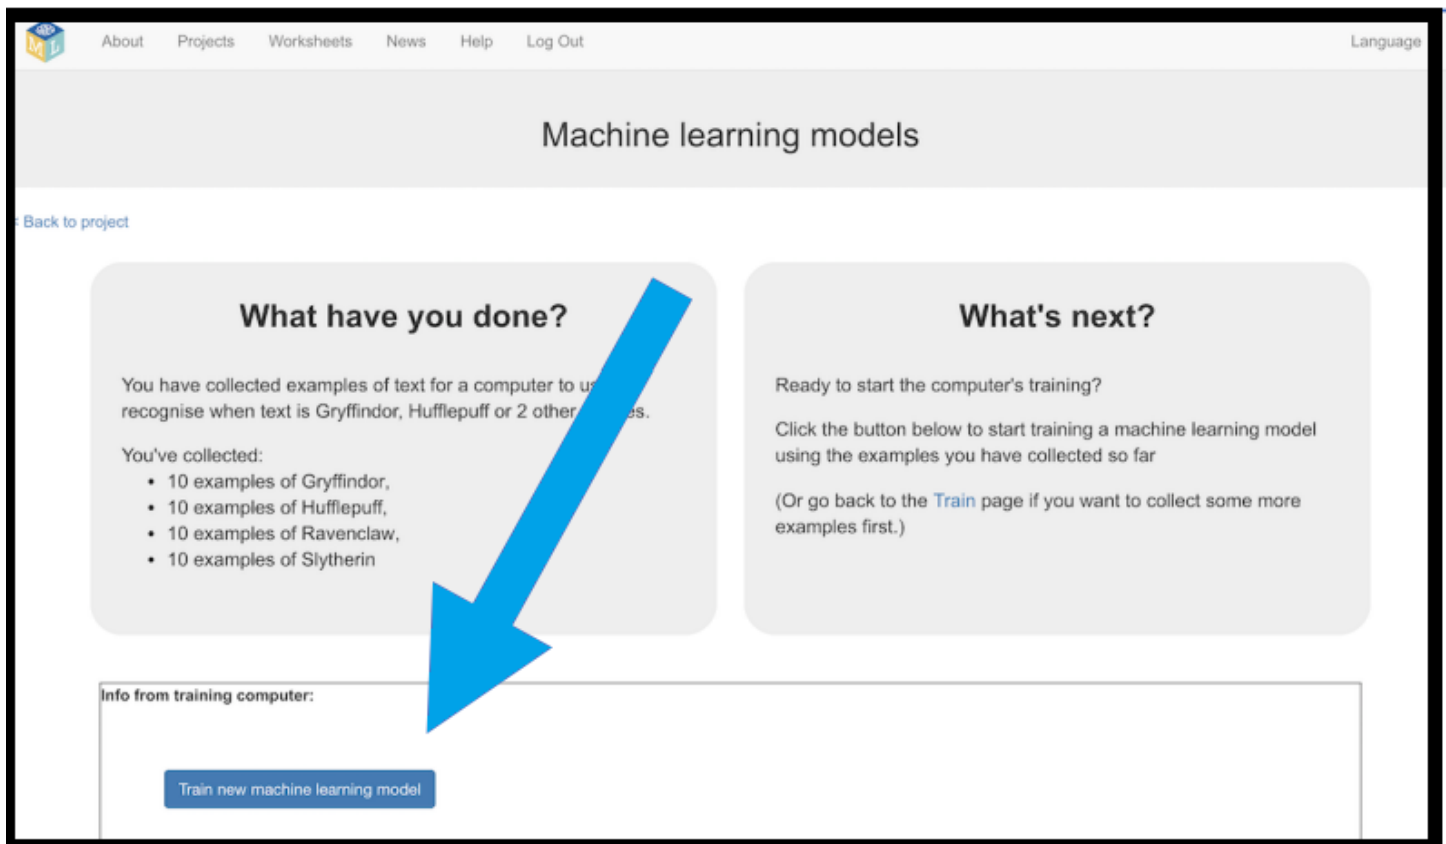 About Projects Worksheets News Help Log Out Language
Machine learning models
Back to project
What have you done?
You have collected examples of text for a computer to
recognise when text is Gryffindor, Hufflepuff or 2 other
You've collected:
• 10 examples of Gryffindor,
• 10 examples of Hufflepuff,
• 10 examples of Ravenclaw,
• 10 examples of Slytherin
What's next?
Ready to start the computer's training?
Click the button below to start training a machine learning model
using the examples you have collected so far
(Or go back to the Train page if you want to collect some more
examples first.)
Info from training computer:
Train new machine learning model